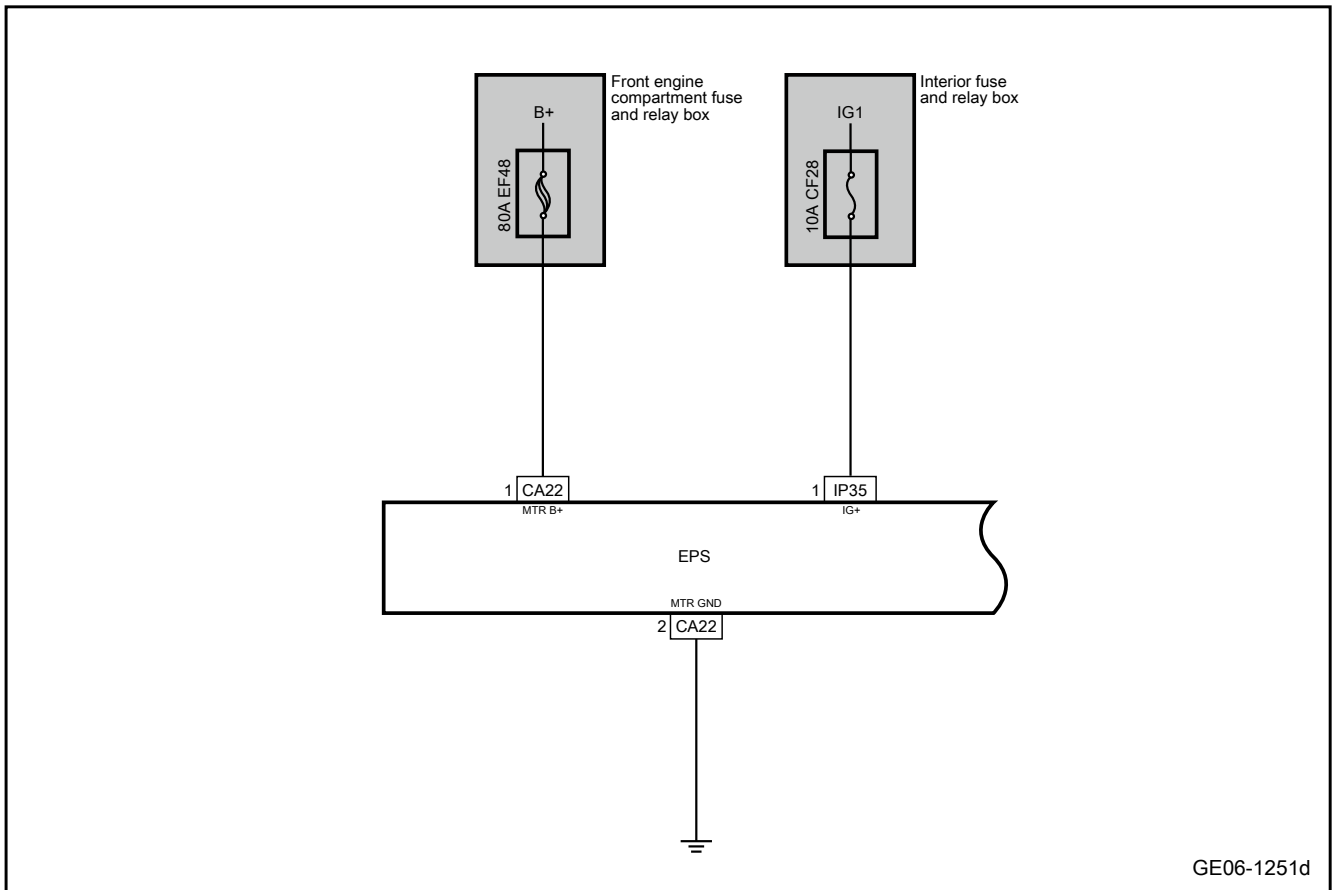 Front engine
compartment fuse
and relay box
B+
80A EF48
Interior fuse
and relay box
IG1
10A CF28
1 CA22
MTR B+
1 IP35
IG+
EPS
MTR GND
2 CA22
GE06-1251d